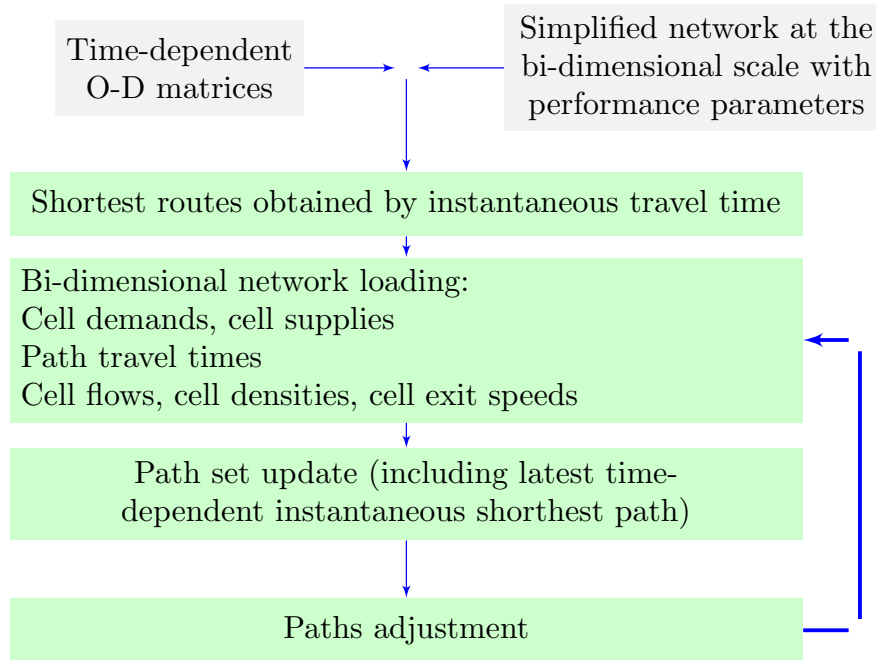 Time-dependent
O-D matrices
Simplified network at the
bi-dimensional scale with
performance parameters
Shortest routes obtained by instantaneous travel time
Bi-dimensional network loading:
Cell demands, cell supplies
Path travel times
Cell flows, cell densities, cell exit speeds
Path set update (including latest time-
dependent instantaneous shorthest path)
Paths adjustment